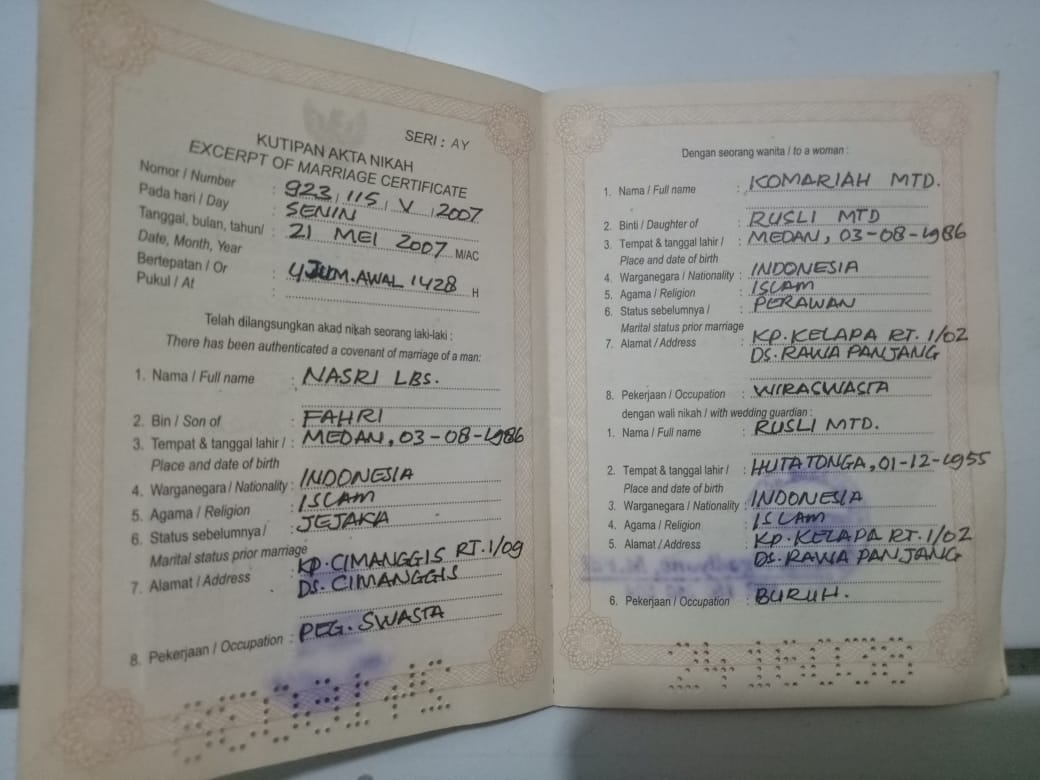 SERI : AY
KUTIPAN AKTA NIKAH
EXCERPT OF MARRIAGE CERTIFICATE
Nomor / Number : 923 / 115 / V / 2007
Pada hari / Day : SENIN
Tanggal, bulan, tahun/ : 21 MEI 2007 M/AC
Date, Month, Year
Bertepatan / Or : 4 JUM.AWAL 1428 H
Pukul / At :
Telah dilangsungkan akad nikah seorang laki-laki :
There has been authenticated a covenant of marriage of a man:
1. Nama / Full name : NASRI LBS.
2. Bin / Son of : FAHRI
3. Tempat & tanggal lahir / : MEDAN, 03-08-1986
Place and date of birth
4. Warganegara / Nationality : INDONESIA
5. Agama / Religion : ISLAM
6. Status sebelumnya / : JEJAKA
Marital status prior marriage
7. Alamat / Address : KP. CIMANGGIS RT. 1/09
DS. CIMANGGIS
8. Pekerjaan / Occupation : PEG. SWASTA
Dengan seorang wanita / to a woman :
1. Nama / Full name : KOMARIAH MTD.
2. Binti / Daughter of : RUSLI MTD
3. Tempat & tanggal lahir / : MEDAN, 03-08-1986
Place and date of birth
4. Warganegara / Nationality : INDONESIA
5. Agama / Religion : ISLAM
6. Status sebelumnya / : PERAWAN
Marital status prior marriage
7. Alamat / Address : KP. KELAPA RT. 1/02
DS. RAWA PANJANG
8. Pekerjaan / Occupation : WIRASWASTA
dengan wali nikah / with wedding guardian :
1. Nama / Full name : RUSLI MTD.
2. Tempat & tanggal lahir / : HUTATONGA, 01-12-1955
Place and date of birth
3. Warganegara / Nationality : INDONESIA
4. Agama / Religion : ISLAM
5. Alamat / Address : KP. KELAPA RT. 1/02
DS. RAWA PANJANG
6. Pekerjaan / Occupation : BURUH.